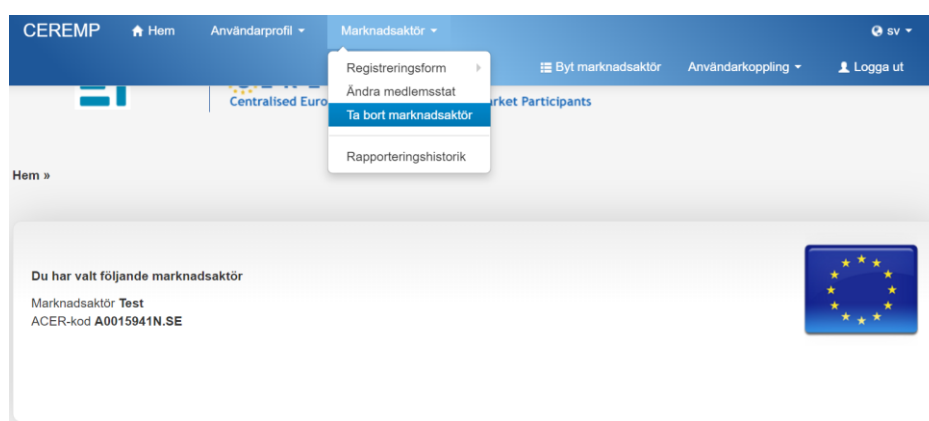 CEREMP Hem Användarprofil Marknadsaktör sv
Byt marknadsaktör Användarkoppling Logga ut
Registreringsform
Ändra medlemsstat
Ta bort marknadsaktör
Rapporteringshistorik
Centralised Euro
rket Participants
Hem »
Du har valt följande marknadsaktör
Marknadsaktör Test
ACER-kod A0015941N.SE